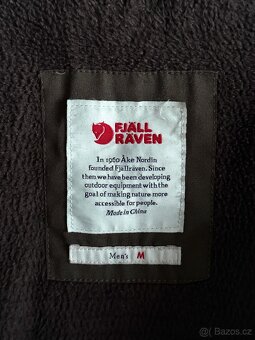 FJÄLL
RÄVEN
In 1960 Åke Nordin
founded Fjällräven. Since
then we have been developing
outdoor equipment with the
goal of making nature more
accessible for people.
Made in China
Men's M
sbazar.cz